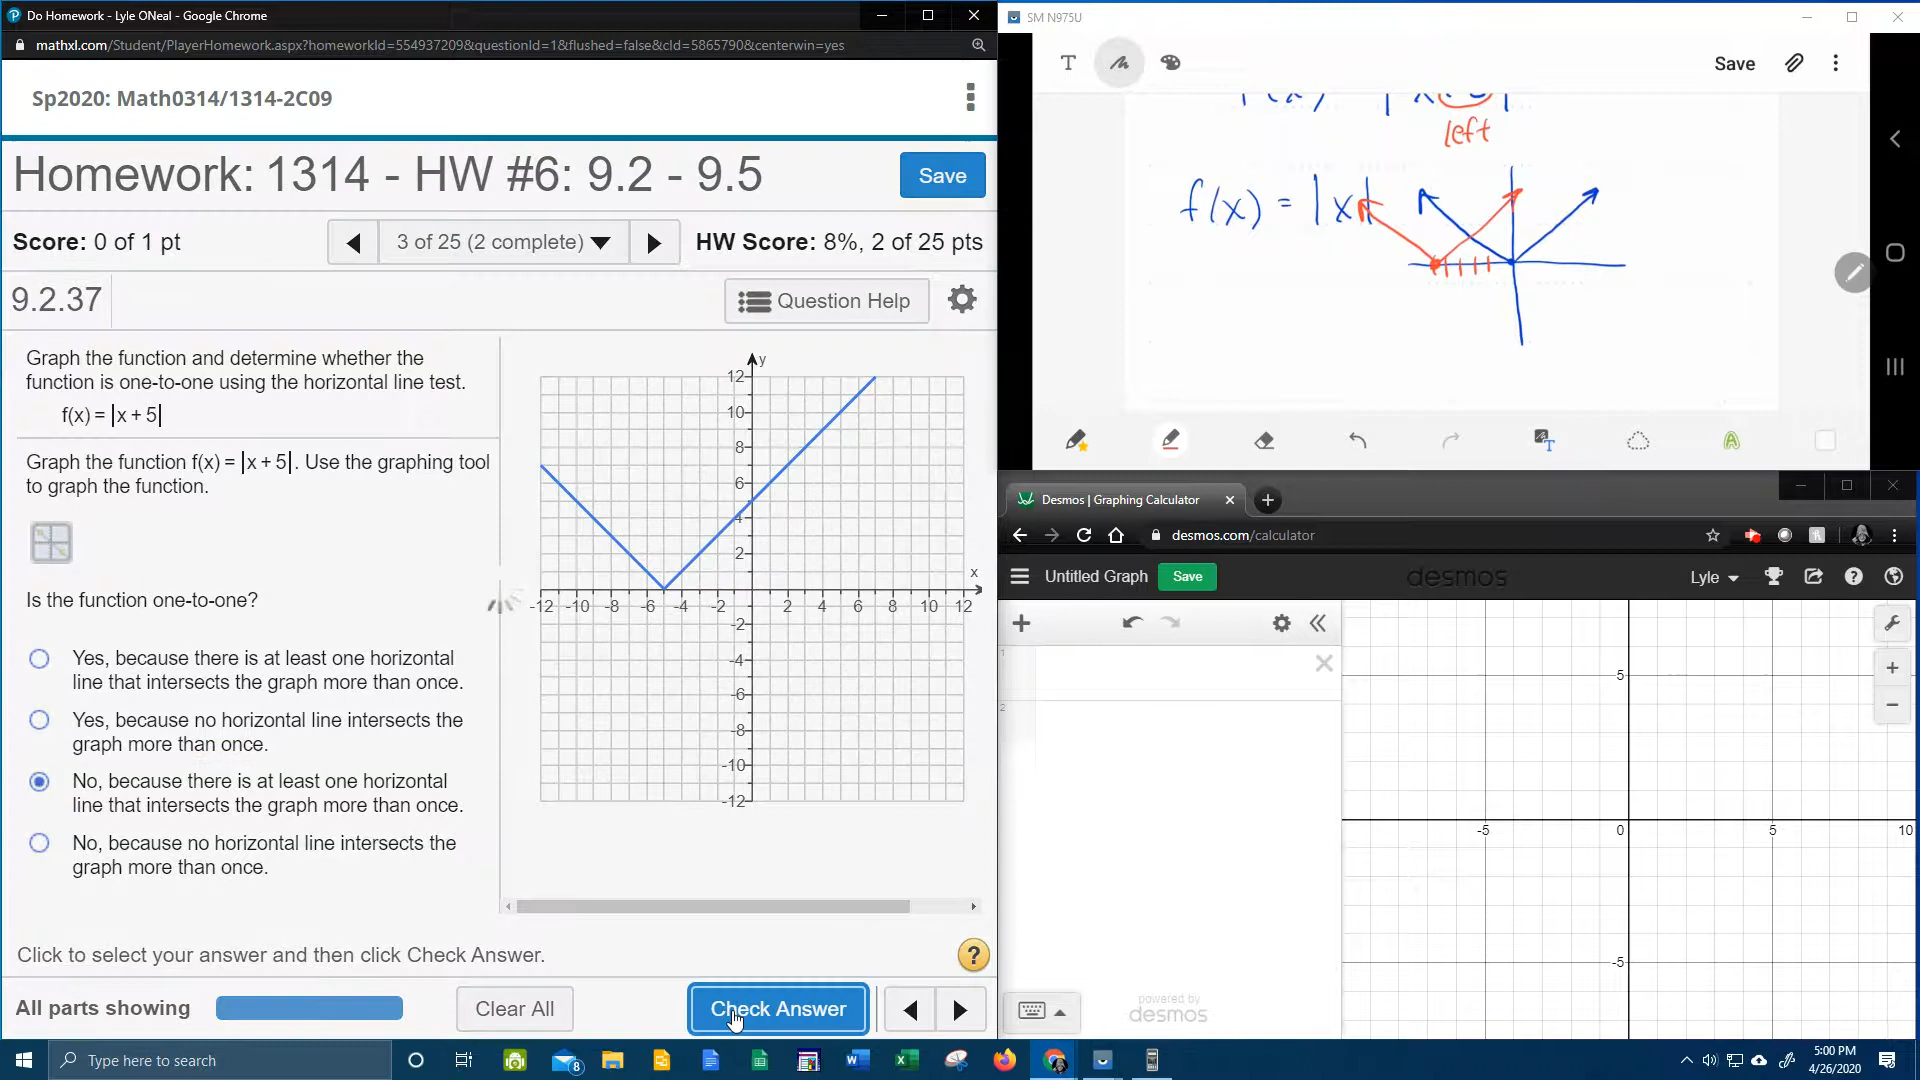 Do Homework - Lyle ONeal - Google Chrome
mathxl.com/Student/PlayerHomework.aspx?homeworkId=554937209&questionId=1&flushed=false&cId=5865790&centerwin=yes
Sp2020: Math0314/1314-2C09
Homework: 1314 - HW #6: 9.2 - 9.5
Save
Score: 0 of 1 pt
3 of 25 (2 complete)
HW Score: 8%, 2 of 25 pts
9.2.37
Question Help
Graph the function and determine whether the
function is one-to-one using the horizontal line test.
f(x) = |x + 5|
Graph the function f(x) = |x + 5|. Use the graphing tool
to graph the function.
Is the function one-to-one?
Yes, because there is at least one horizontal
line that intersects the graph more than once.
Yes, because no horizontal line intersects the
graph more than once.
No, because there is at least one horizontal
line that intersects the graph more than once.
No, because no horizontal line intersects the
graph more than once.
y
12
10
8
6
4
2
x
-12 -10 -8 -6 -4 -2 2 4 6 8 10 12
-2
-4
-6
-8
-10
-12
Click to select your answer and then click Check Answer.
?
All parts showing
Clear All
Check Answer
SM N975U
T
Save
left
f(x) = |x|
T
A
Desmos | Graphing Calculator
desmos.com/calculator
Untitled Graph
Save
desmos
Lyle
1
2
5
-5 0 5 10
-5
powered by
desmos
Type here to search
8
5:00 PM
4/26/2020